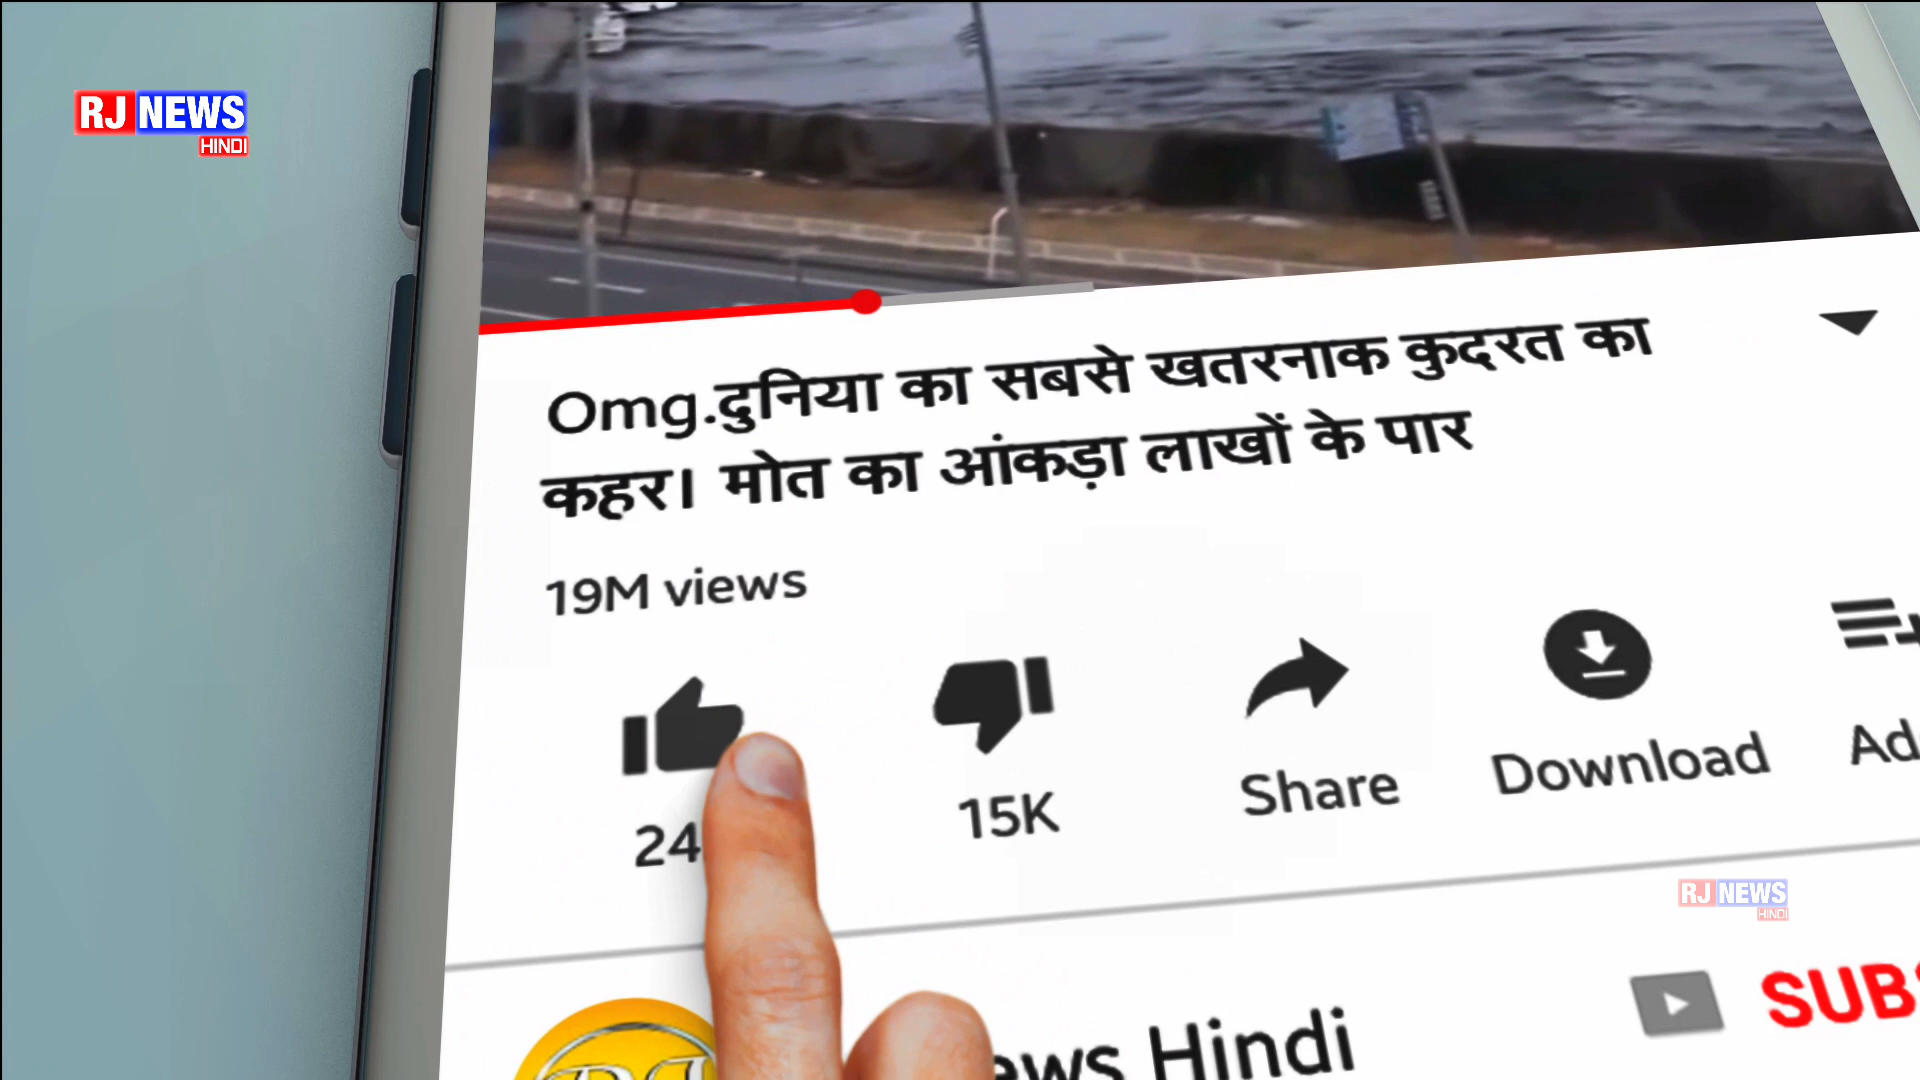 RJ NEWS
HINDI
Omg.दुनिया का सबसे खतरनाक कुदरत का
कहर। मोत का आंकड़ा लाखों के पार
19M views
24
15K
Share
Download
RJ NEWS
HINDI
Hindi